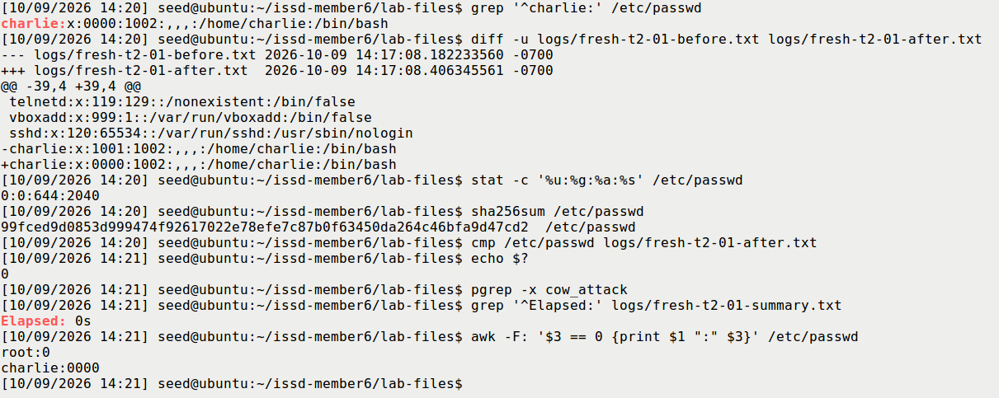 [10/09/2026 14:20] seed@ubuntu:~/issd-member6/lab-files$ grep '^charlie:' /etc/passwd
charlie:x:0000:1002:,,,:/home/charlie:/bin/bash
[10/09/2026 14:20] seed@ubuntu:~/issd-member6/lab-files$ diff -u logs/fresh-t2-01-before.txt logs/fresh-t2-01-after.txt
--- logs/fresh-t2-01-before.txt 2026-10-09 14:17:08.182233560 -0700
+++ logs/fresh-t2-01-after.txt  2026-10-09 14:17:08.406345561 -0700
@@ -39,4 +39,4 @@
 telnetd:x:119:129::/nonexistent:/bin/false
 vboxadd:x:999:1::/var/run/vboxadd:/bin/false
 sshd:x:120:65534::/var/run/sshd:/usr/sbin/nologin
-charlie:x:1001:1002:,,,:/home/charlie:/bin/bash
+charlie:x:0000:1002:,,,:/home/charlie:/bin/bash
[10/09/2026 14:20] seed@ubuntu:~/issd-member6/lab-files$ stat -c '%u:%g:%a:%s' /etc/passwd
0:0:644:2040
[10/09/2026 14:20] seed@ubuntu:~/issd-member6/lab-files$ sha256sum /etc/passwd
99fced9d0853d999474f92617022e78efe7c87b0f63450da264c46bfa9d47cd2  /etc/passwd
[10/09/2026 14:20] seed@ubuntu:~/issd-member6/lab-files$ cmp /etc/passwd logs/fresh-t2-01-after.txt
[10/09/2026 14:21] seed@ubuntu:~/issd-member6/lab-files$ echo $?
0
[10/09/2026 14:21] seed@ubuntu:~/issd-member6/lab-files$ pgrep -x cow_attack
[10/09/2026 14:21] seed@ubuntu:~/issd-member6/lab-files$ grep '^Elapsed:' logs/fresh-t2-01-summary.txt
Elapsed: 0s
[10/09/2026 14:21] seed@ubuntu:~/issd-member6/lab-files$ awk -F: '$3 == 0 {print $1 ":" $3}' /etc/passwd
root:0
charlie:0000
[10/09/2026 14:21] seed@ubuntu:~/issd-member6/lab-files$